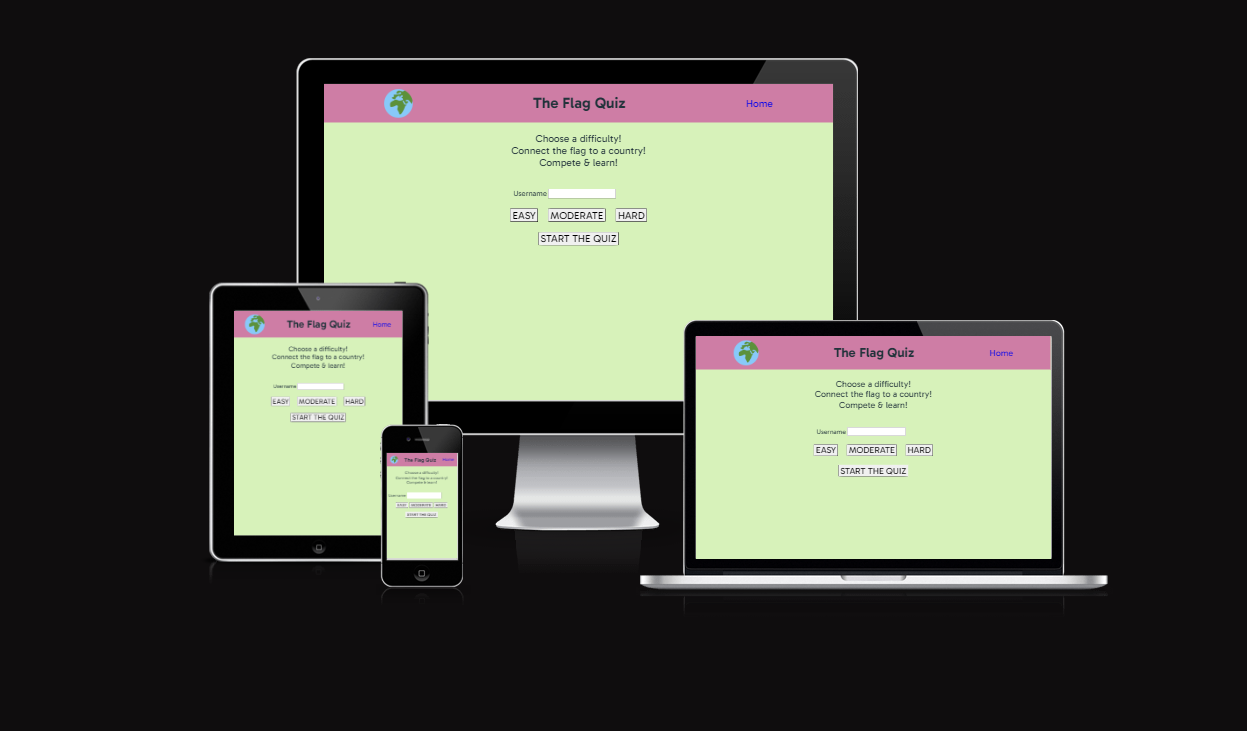 The Flag Quiz Home
Choose a difficulty!
Connect the flag to a country!
Compete & learn!
Username
EASY MODERATE HARD
START THE QUIZ
The Flag Quiz Home
Choose a difficulty!
Connect the flag to a country!
Compete & learn!
Username
EASY MODERATE HARD
START THE QUIZ
The Flag Quiz Home
Choose a difficulty!
Connect the flag to a country!
Compete & learn!
Username
EASY MODERATE HARD
START THE QUIZ
The Flag Quiz Home
Choose a difficulty!
Connect the flag to a country!
Compete & learn!
Username
EASY MODERATE HARD
START THE QUIZ